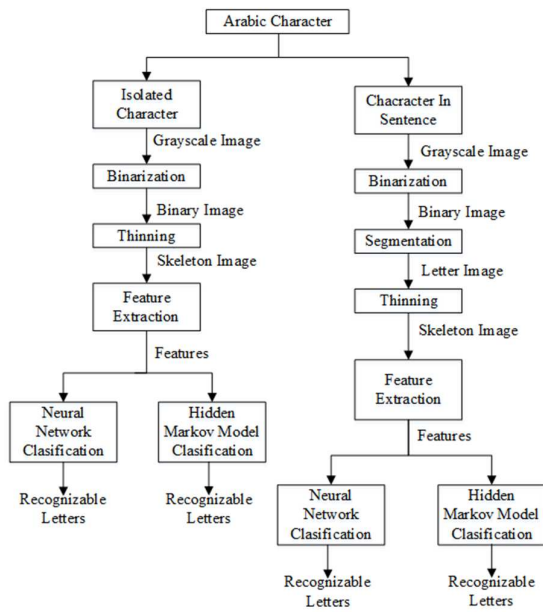 Arabic Character
Isolated
Character
Grayscale Image
Binarization
Binary Image
Thinning
Skeleton Image
Feature
Extraction
Features
Neural
Network
Clasification
Hidden
Markov Model
Clasification
Recognizable
Letters
Recognizable
Letters
Chacracter In
Sentence
Grayscale Image
Binarization
Binary Image
Segmentation
Letter Image
Thinning
Skeleton Image
Feature
Extraction
Features
Neural
Network
Clasification
Hidden
Markov Model
Clasification
Recognizable
Letters
Recognizable
Letters